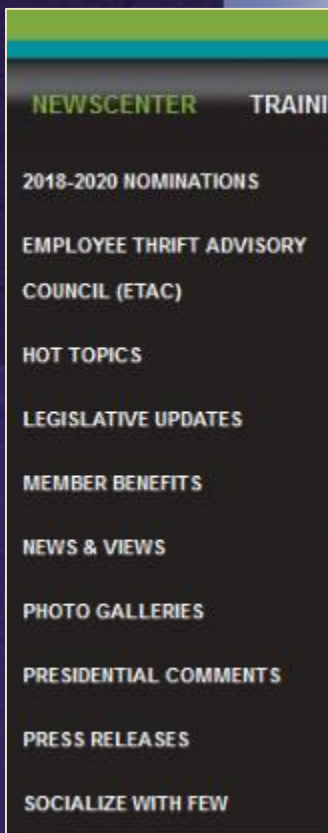 NEWSCENTER TRAINI
2018-2020 NOMINATIONS
EMPLOYEE THRIFT ADVISORY
COUNCIL (ETAC)
HOT TOPICS
LEGISLATIVE UPDATES
MEMBER BENEFITS
NEWS & VIEWS
PHOTO GALLERIES
PRESIDENTIAL COMMENTS
PRESS RELEASES
SOCIALIZE WITH FEW